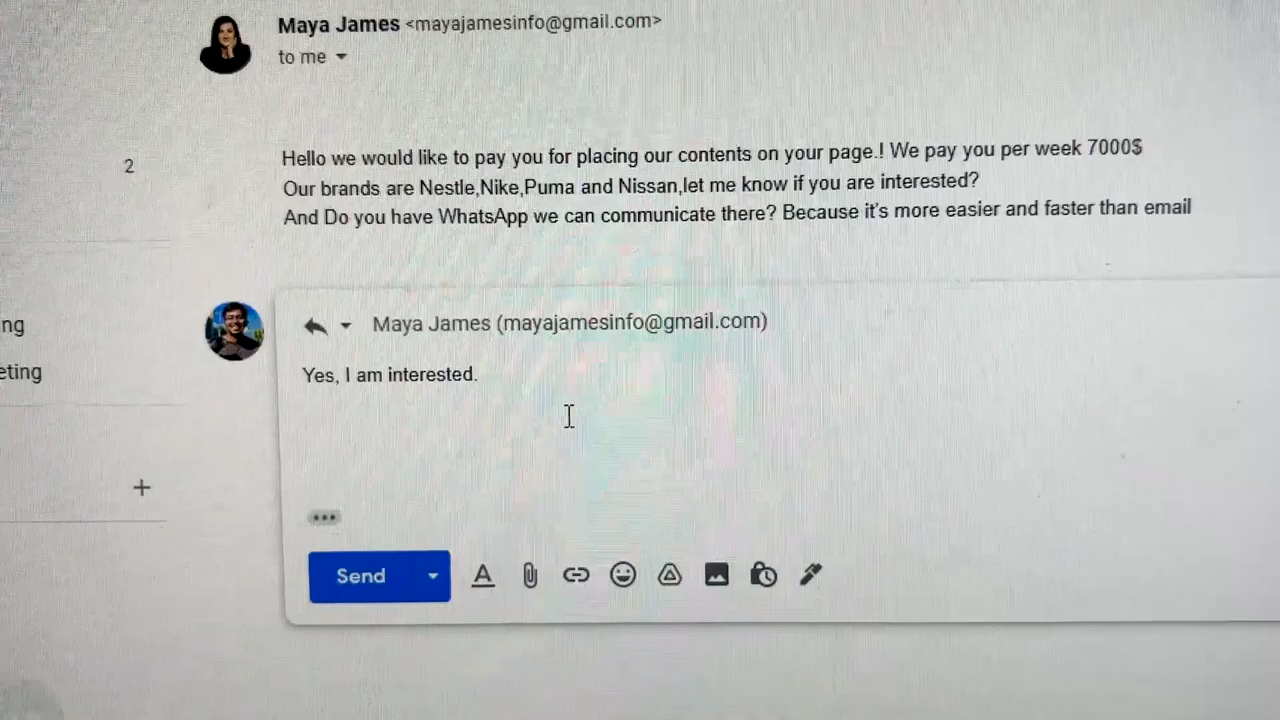 Maya James <mayajamesinfo@gmail.com>
to me
2
Hello we would like to pay you for placing our contents on your page.! We pay you per week 7000$
Our brands are Nestle,Nike,Puma and Nissan,let me know if you are interested?
And Do you have WhatsApp we can communicate there? Because it's more easier and faster than email
ng
Maya James (mayajamesinfo@gmail.com)
eting
Yes, I am interested.
Send